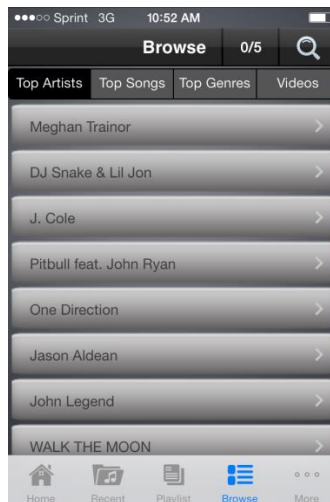 Sprint 3G 10:52 AM
Browse 0/5
Top Artists Top Songs Top Genres Videos
Meghan Trainor
DJ Snake & Lil Jon
J. Cole
Pitbull feat. John Ryan
One Direction
Jason Aldean
John Legend
WALK THE MOON
Home Recent Playlist Browse More